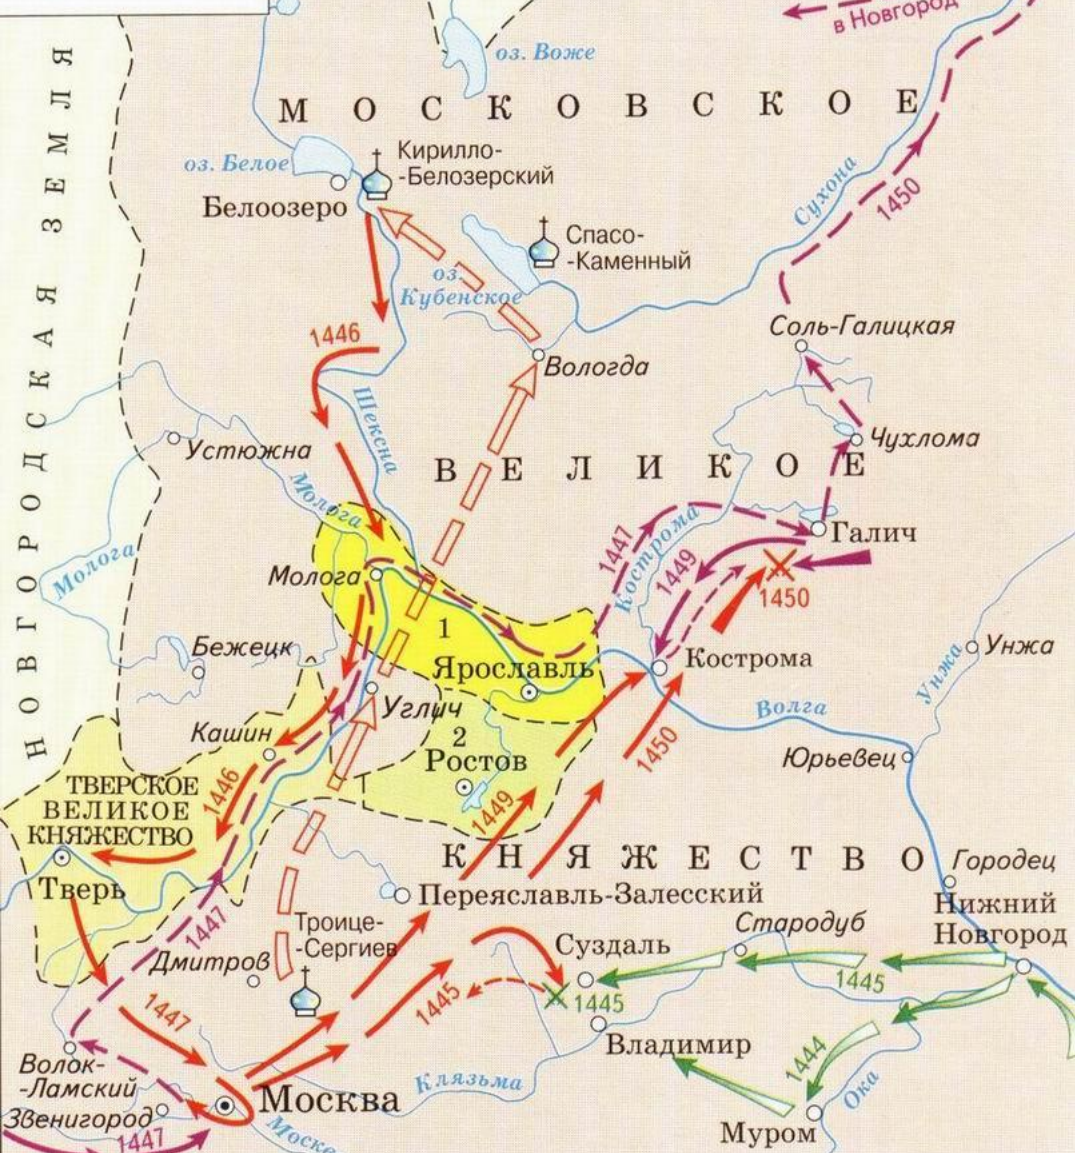 в Новгород
оз. Воже
МОСКОВСКОЕ
НОВГОРОДСКАЯ ЗЕМЛЯ
оз. Белое
Кирилло-
-Белозерский
Белоозеро
Сухона
1450
Спасо-
-Каменный
оз.
Кубенское
Соль-Галицкая
1446
Вологда
Шексна
Устюжна
Чухлома
ВЕЛИКОЕ
Молога
Молога
Галич
1447
Кострома
1449
1450
Молога
1
Ярославль
Кострома
Унжа
Унжа
Бежецк
Углич
Волга
Кашин
2
Ростов
1450
Юрьевец
ТВЕРСКОЕ
ВЕЛИКОЕ
КНЯЖЕСТВО
1446
1449
КНЯЖЕСТВО
Городец
Тверь
Переяславль-Залесский
Нижний
Новгород
1447
Троице-
-Сергиев
Стародуб
Суздаль
Дмитров
1445
1445
1445
1447
Владимир
1444
Волок-
-Ламский
Клязьма
Ока
Москва
Звенигород
Муром
1447
Моске